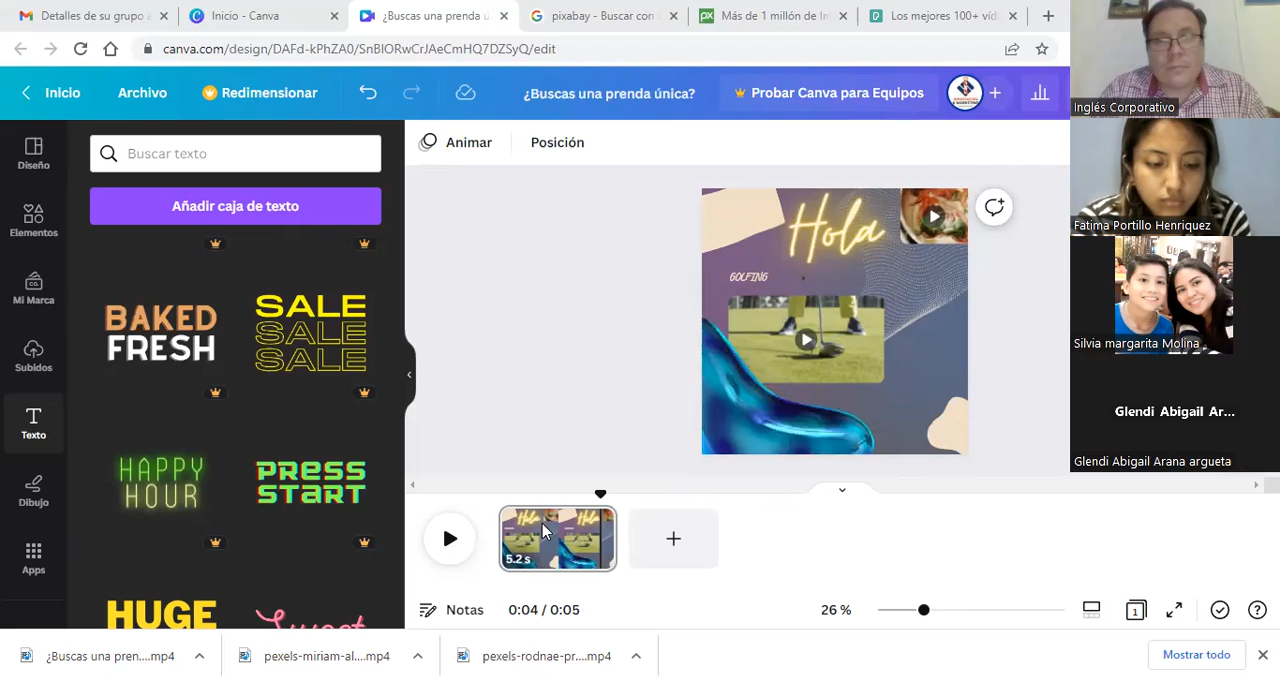 Detalles de su grupo a
Inicio - Canva
¿Buscas una prenda ú
pixabay - Buscar con G
Más de 1 millón de Im
Los mejores 100+ víd
canva.com/design/DAFd-kPhZA0/SnBlORwCrJAeCmHQ7DZSyQ/edit
Inicio
Archivo
Redimensionar
¿Buscas una prenda única?
Probar Canva para Equipos
Inglés Corporativo
Diseño
Elementos
Mi Marca
Subidos
Texto
Dibujo
Apps
Buscar texto
Añadir caja de texto
BAKED
FRESH
SALE
SALE
SALE
HAPPY
HOUR
PRESS
START
HUGE
Sweet
Animar
Posición
Hola
GOLFING
Fatima Portillo Henriquez
Silvia margarita Molina
Glendi Abigail Ar...
Glendi Abigail Arana argueta
Hola
Hola
5.2 s
Notas
0:04 / 0:05
26 %
1
¿Buscas una pren....mp4
pexels-miriam-al....mp4
pexels-rodnae-pr....mp4
Mostrar todo